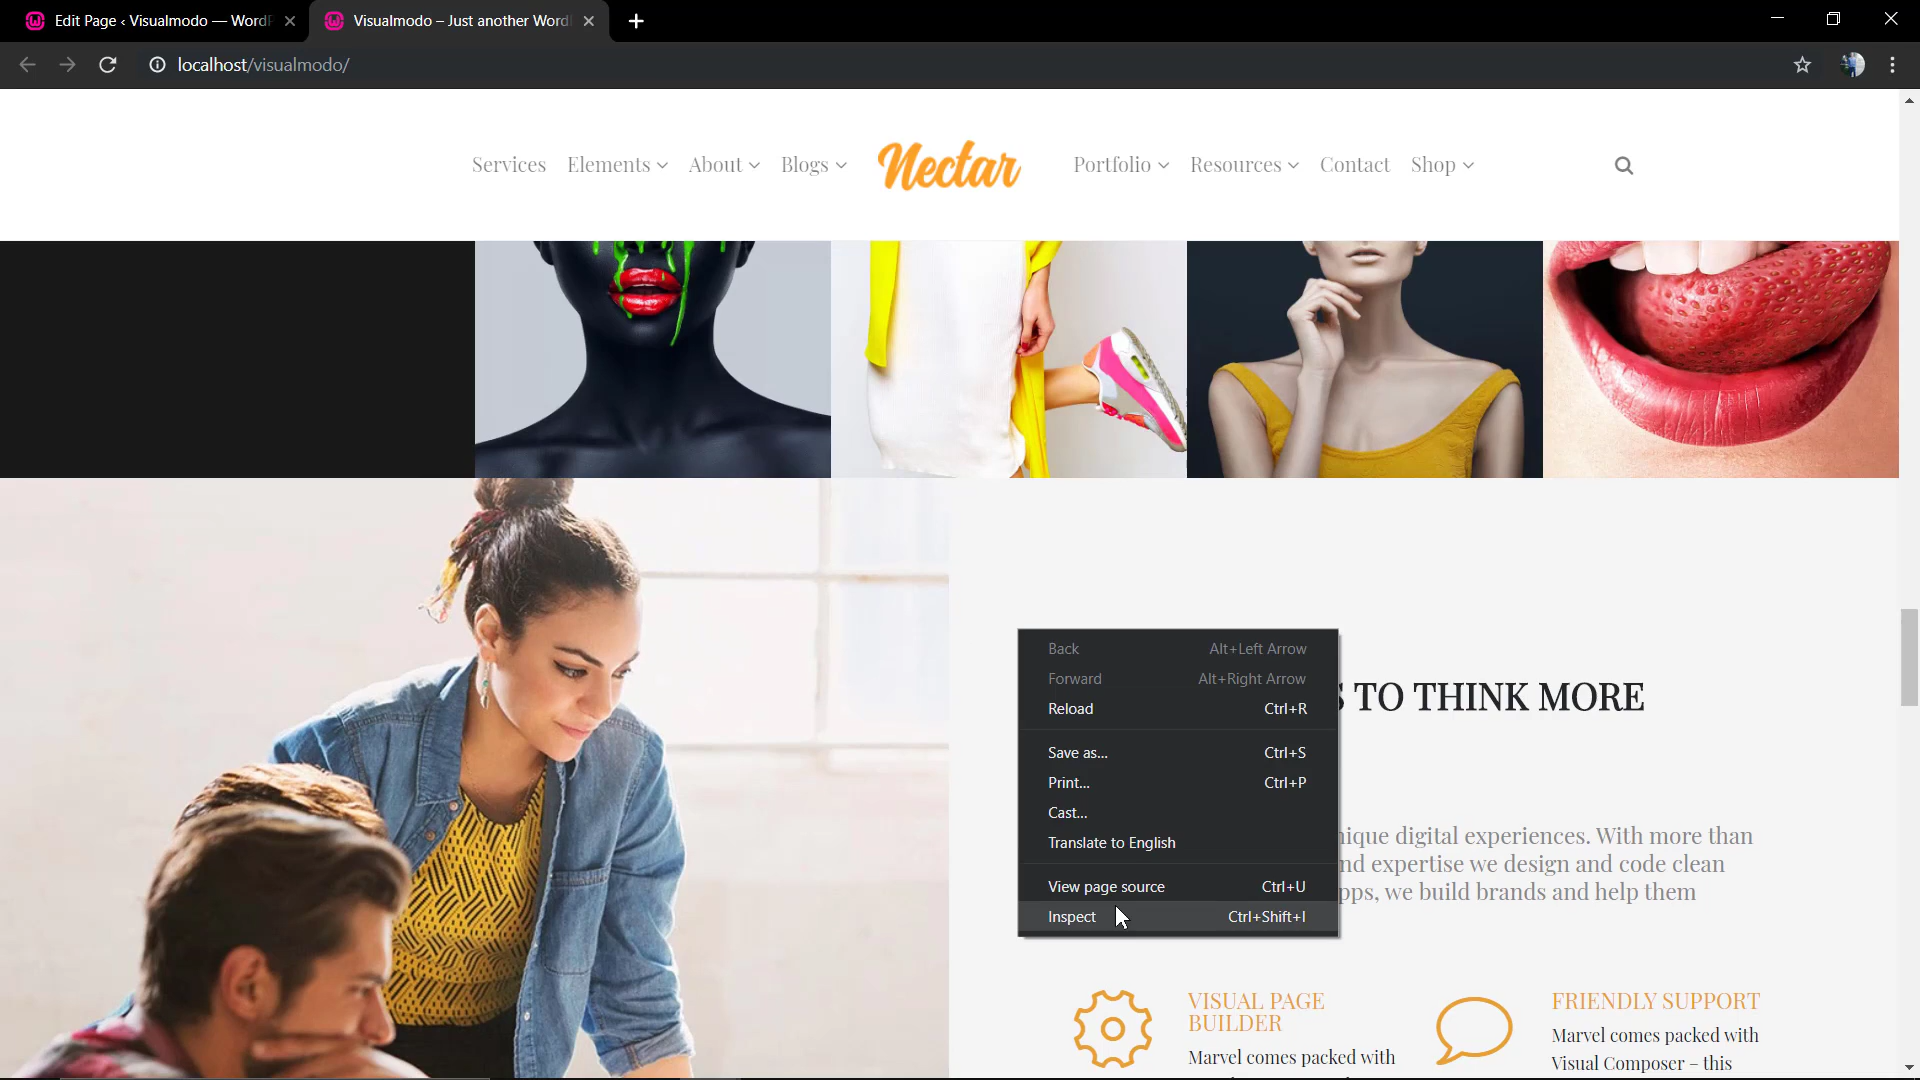 Edit Page ‹ Visualmodo — WordP
Visualmodo – Just another Word
localhost/visualmodo/
Services Elements About Blogs Nectar Portfolio Resources Contact Shop
Back Alt+Left Arrow
Forward Alt+Right Arrow
Reload Ctrl+R
Save as... Ctrl+S
Print... Ctrl+P
Cast...
Translate to English
View page source Ctrl+U
Inspect Ctrl+Shift+I
TO THINK MORE
digital experiences. With more than
expertise we design and code clean
we build brands and help them
VISUAL PAGE
BUILDER
Marvel comes packed with
FRIENDLY SUPPORT
Marvel comes packed with
Visual Composer – this